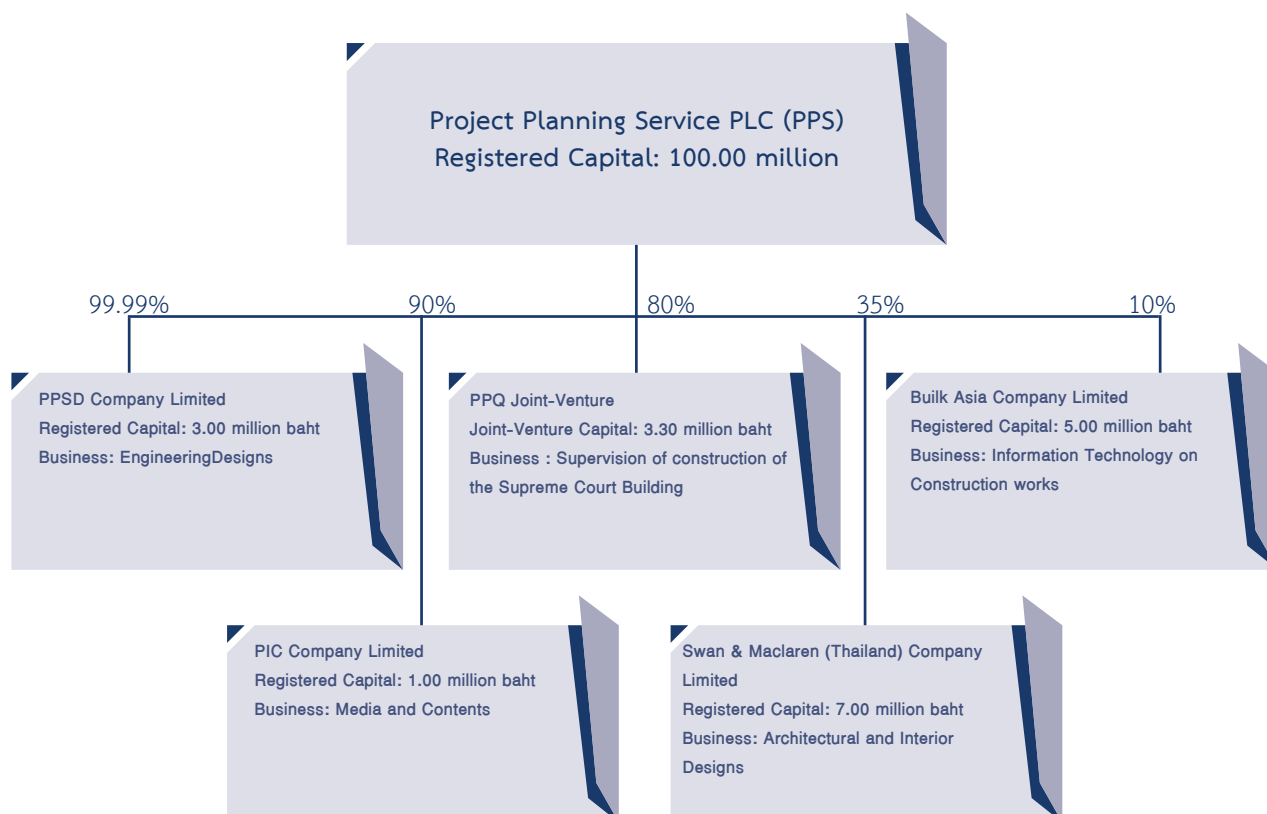 Project Planning Service PLC (PPS)
Registered Capital: 100.00 million
99.99%
90%
80%
35%
10%
PPSD Company Limited
Registered Capital: 3.00 million baht
Business: EngineeringDesigns
PPQ Joint-Venture
Joint-Venture Capital: 3.30 million baht
Business : Supervision of construction of
the Supreme Court Building
Builk Asia Company Limited
Registered Capital: 5.00 million baht
Business: Information Technology on
Construction works
PIC Company Limited
Registered Capital: 1.00 million baht
Business: Media and Contents
Swan & Maclaren (Thailand) Company
Limited
Registered Capital: 7.00 million baht
Business: Architectural and Interior
Designs